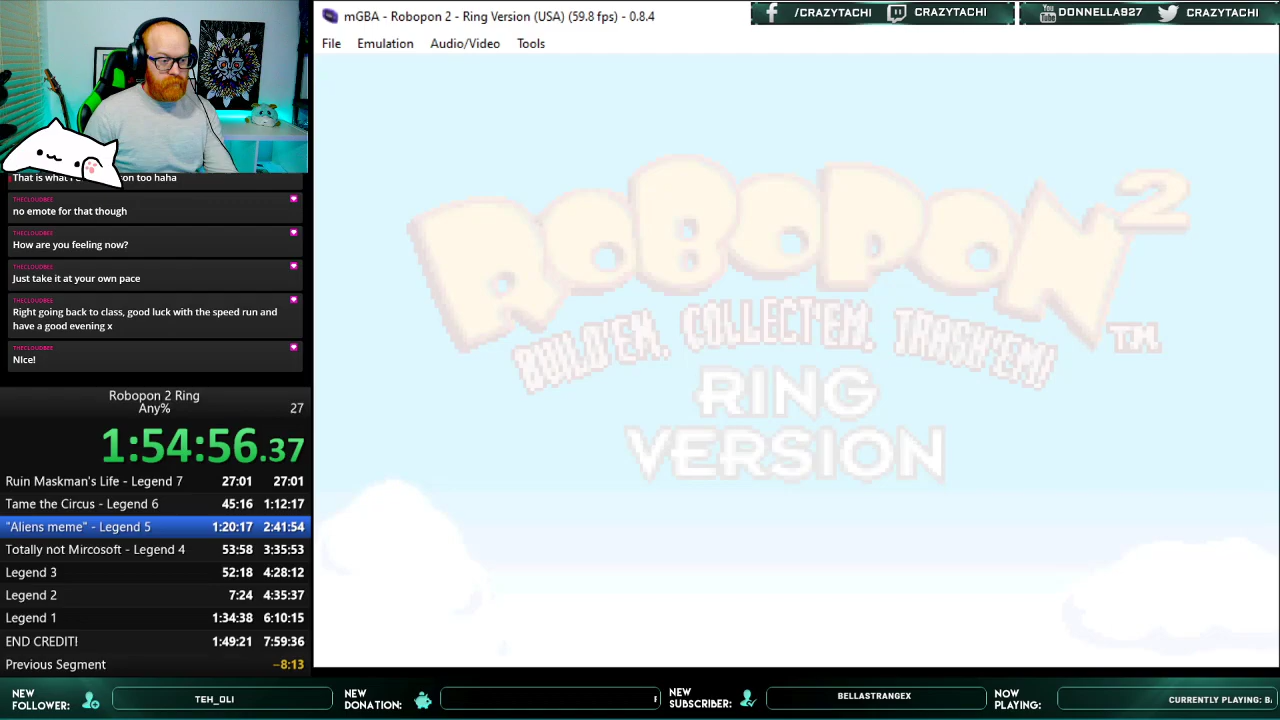 mGBA - Robopon 2 - Ring Version (USA) (59.8 fps) - 0.8.4
/CRAZYTACHI
CRAZYTACHI
You Tube
DONNELLA827
CRAZYTACHI
File Emulation Audio/Video Tools
ROBOPON 2
TM
BUILD'EM, COLLECT'EM, TRASH'EM!
RING
VERSION
too haha
THECLOUDBEE
no emote for that though
THECLOUDBEE
How are you feeling now?
THECLOUDBEE
Just take it at your own pace
THECLOUDBEE
Right going back to class, good luck with the speed run and
have a good evening x
THECLOUDBEE
NIce!
Robopon 2 Ring
Any% 27
1:54:56.37
Ruin Maskman's Life - Legend 7 27:01 27:01
Tame the Circus - Legend 6 45:16 1:12:17
"Aliens meme" - Legend 5 1:20:17 2:41:54
Totally not Mircosoft - Legend 4 53:58 3:35:53
Legend 3 52:18 4:28:12
Legend 2 7:24 4:35:37
Legend 1 1:34:38 6:10:15
END CREDIT! 1:49:21 7:59:36
Previous Segment −8:13
NEW FOLLOWER: TEH_OLI
NEW DONATION:
NEW SUBSCRIBER: BELLASTRANGEX
NOW PLAYING: CURRENTLY PLAYING: